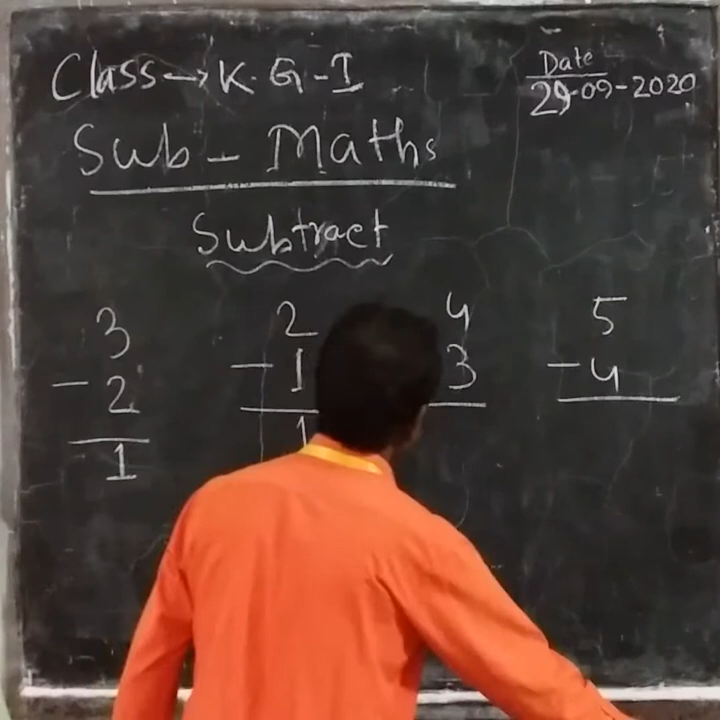 Class→K.G-I
Date
29-09-2020
Sub - Maths
Subtract
3 2 4 5
- 2 - 1 3 - 4
1 1